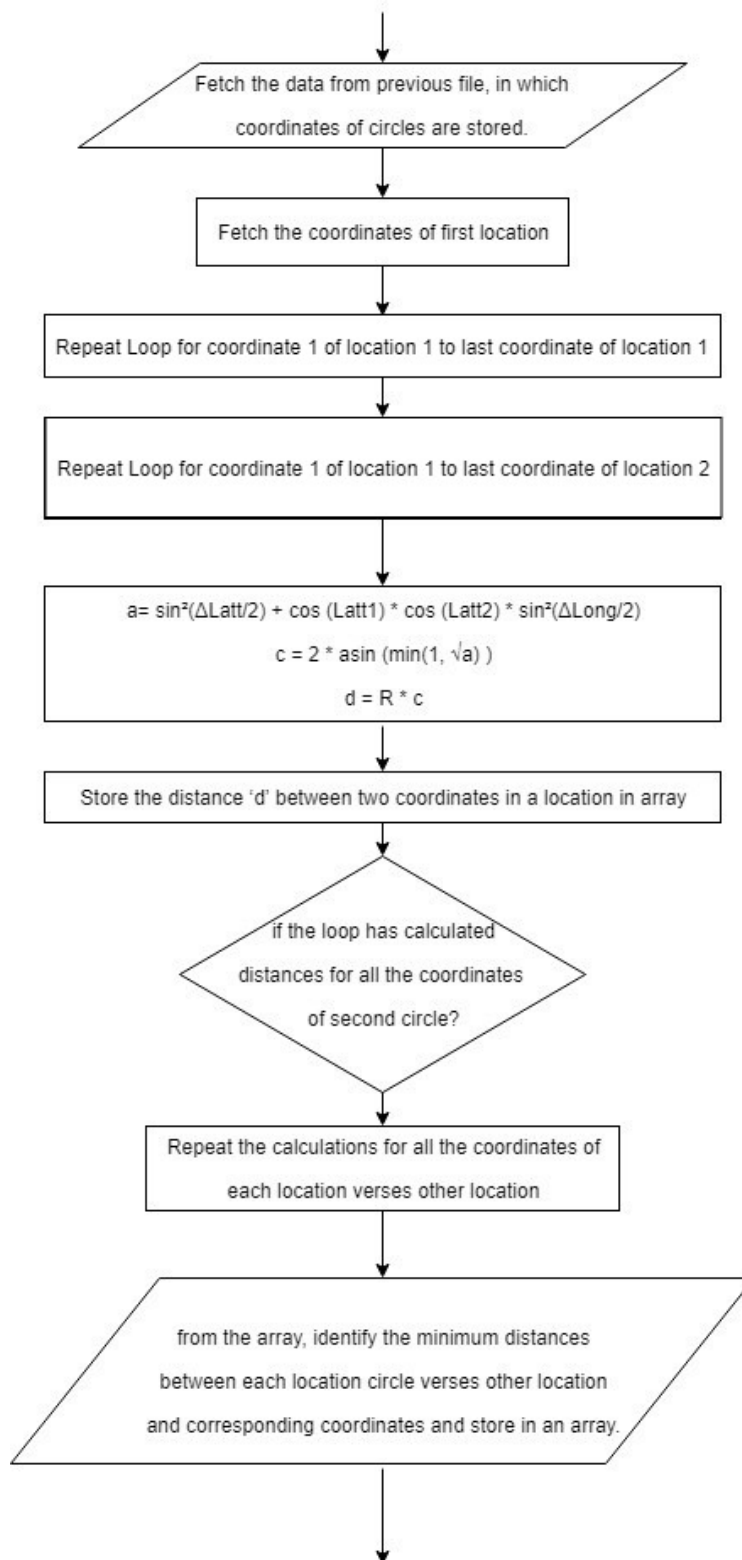 Fetch the data from previous file, in which
coordinates of circles are stored.
Fetch the coordinates of first location
Repeat Loop for coordinate 1 of location 1 to last coordinate of location 1
Repeat Loop for coordinate 1 of location 1 to last coordinate of location 2
a= sin²(ΔLatt/2) + cos (Latt1) * cos (Latt2) * sin²(ΔLong/2)
c = 2 * asin (min(1, √a) )
d = R * c
Store the distance ‘d’ between two coordinates in a location in array
if the loop has calculated
distances for all the coordinates
of second circle?
Repeat the calculations for all the coordinates of
each location verses other location
from the array, identify the minimum distances
between each location circle verses other location
and corresponding coordinates and store in an array.